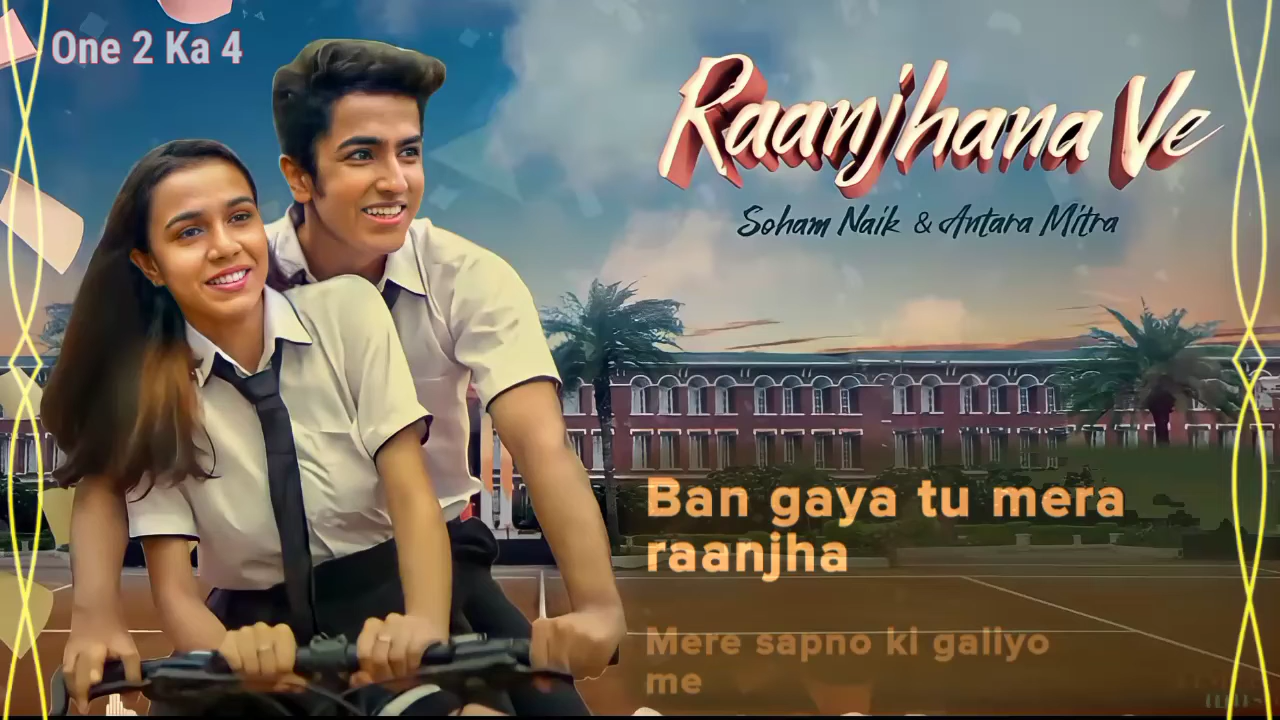 One 2 Ka 4
Raanjhana Ve
Soham Naik & Antara Mitra
Ban gaya tu mera
raanjha
Mere sapno ki galiyo
me